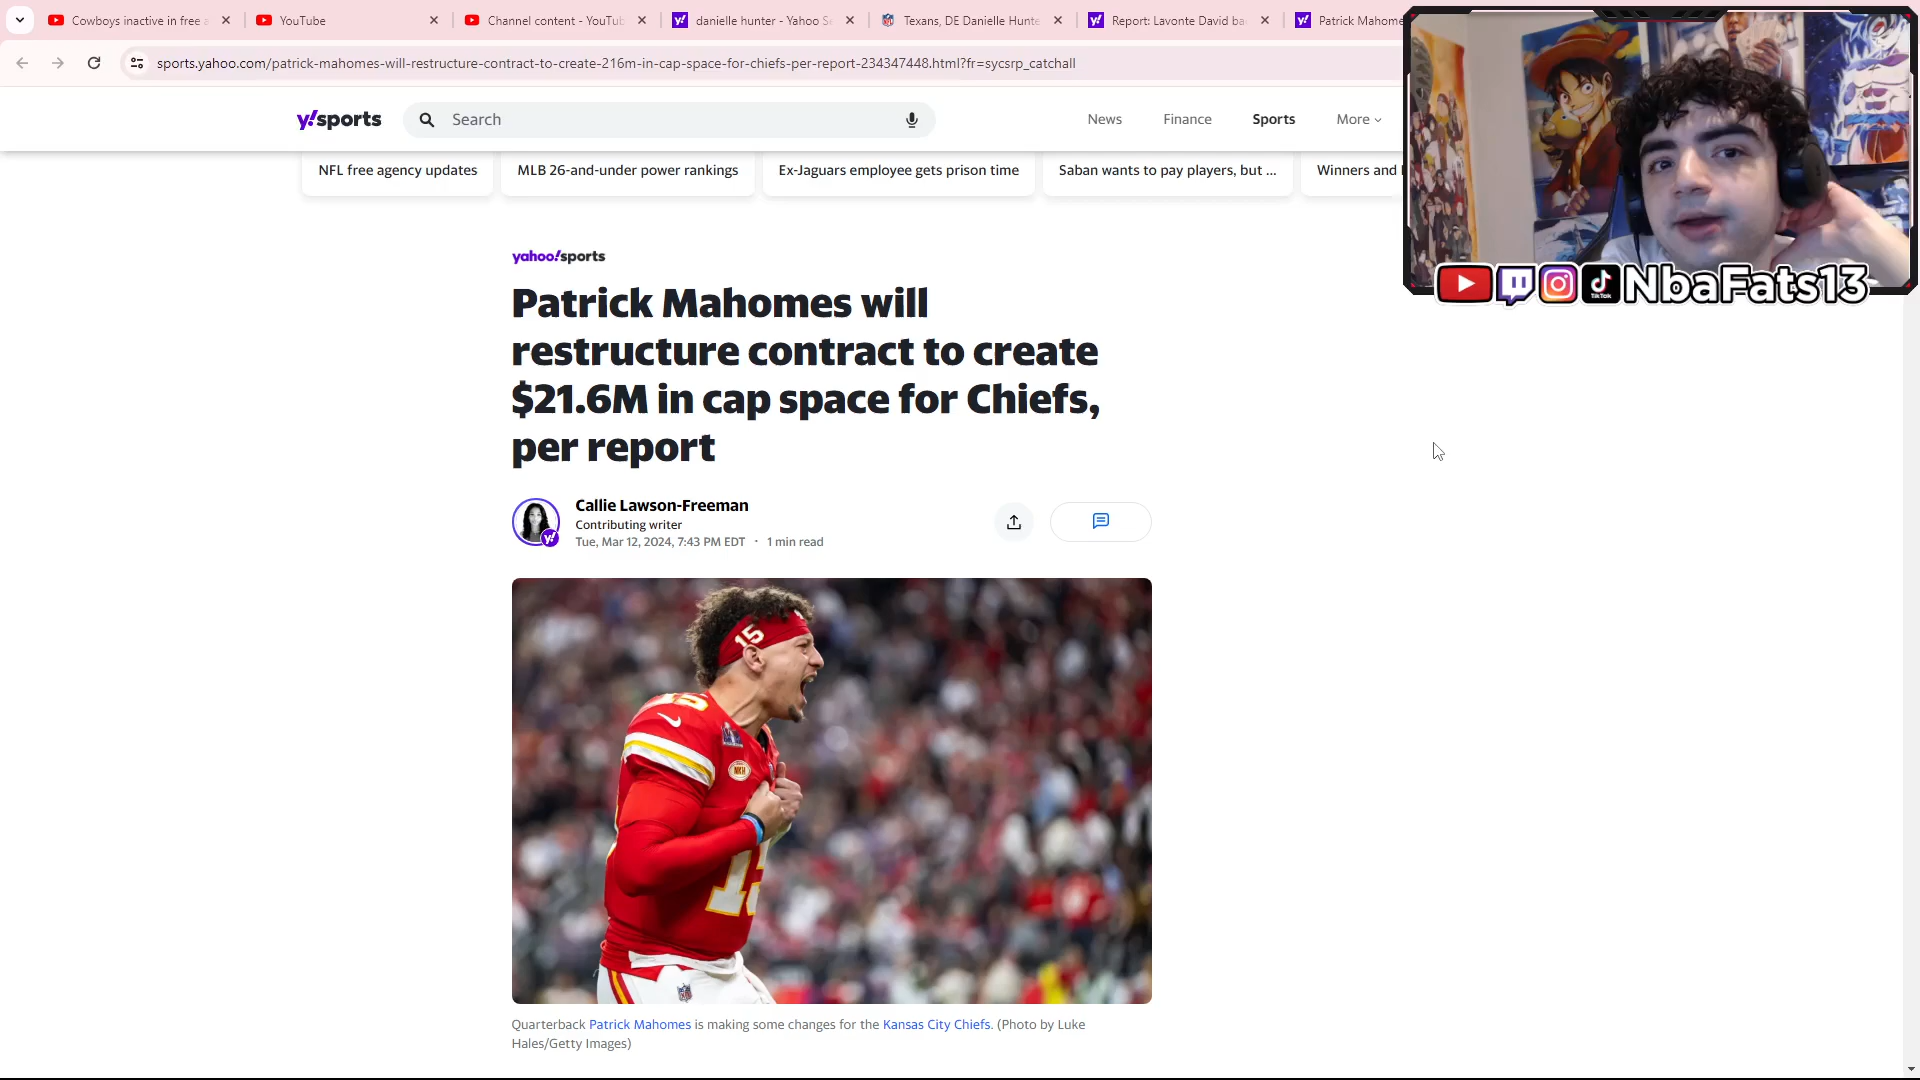 Cowboys inactive in free a
YouTube
Channel content - YouTub
danielle hunter - Yahoo Se
Texans, DE Danielle Hunte
Report: Lavonte David ba
Patrick Mahome
sports.yahoo.com/patrick-mahomes-will-restructure-contract-to-create-216m-in-cap-space-for-chiefs-per-report-234347448.html?fr=sycsrp_catchall
y!sports
Search
News
Finance
Sports
More
NbaFats13
NFL free agency updates
MLB 26-and-under power rankings
Ex-Jaguars employee gets prison time
Saban wants to pay players, but ...
Winners and
yahoo!sports
Patrick Mahomes will
restructure contract to create
$21.6M in cap space for Chiefs,
per report
Callie Lawson-Freeman
Contributing writer
Tue, Mar 12, 2024, 7:43 PM EDT · 1 min read
15
Quarterback Patrick Mahomes is making some changes for the Kansas City Chiefs. (Photo by Luke
Hales/Getty Images)